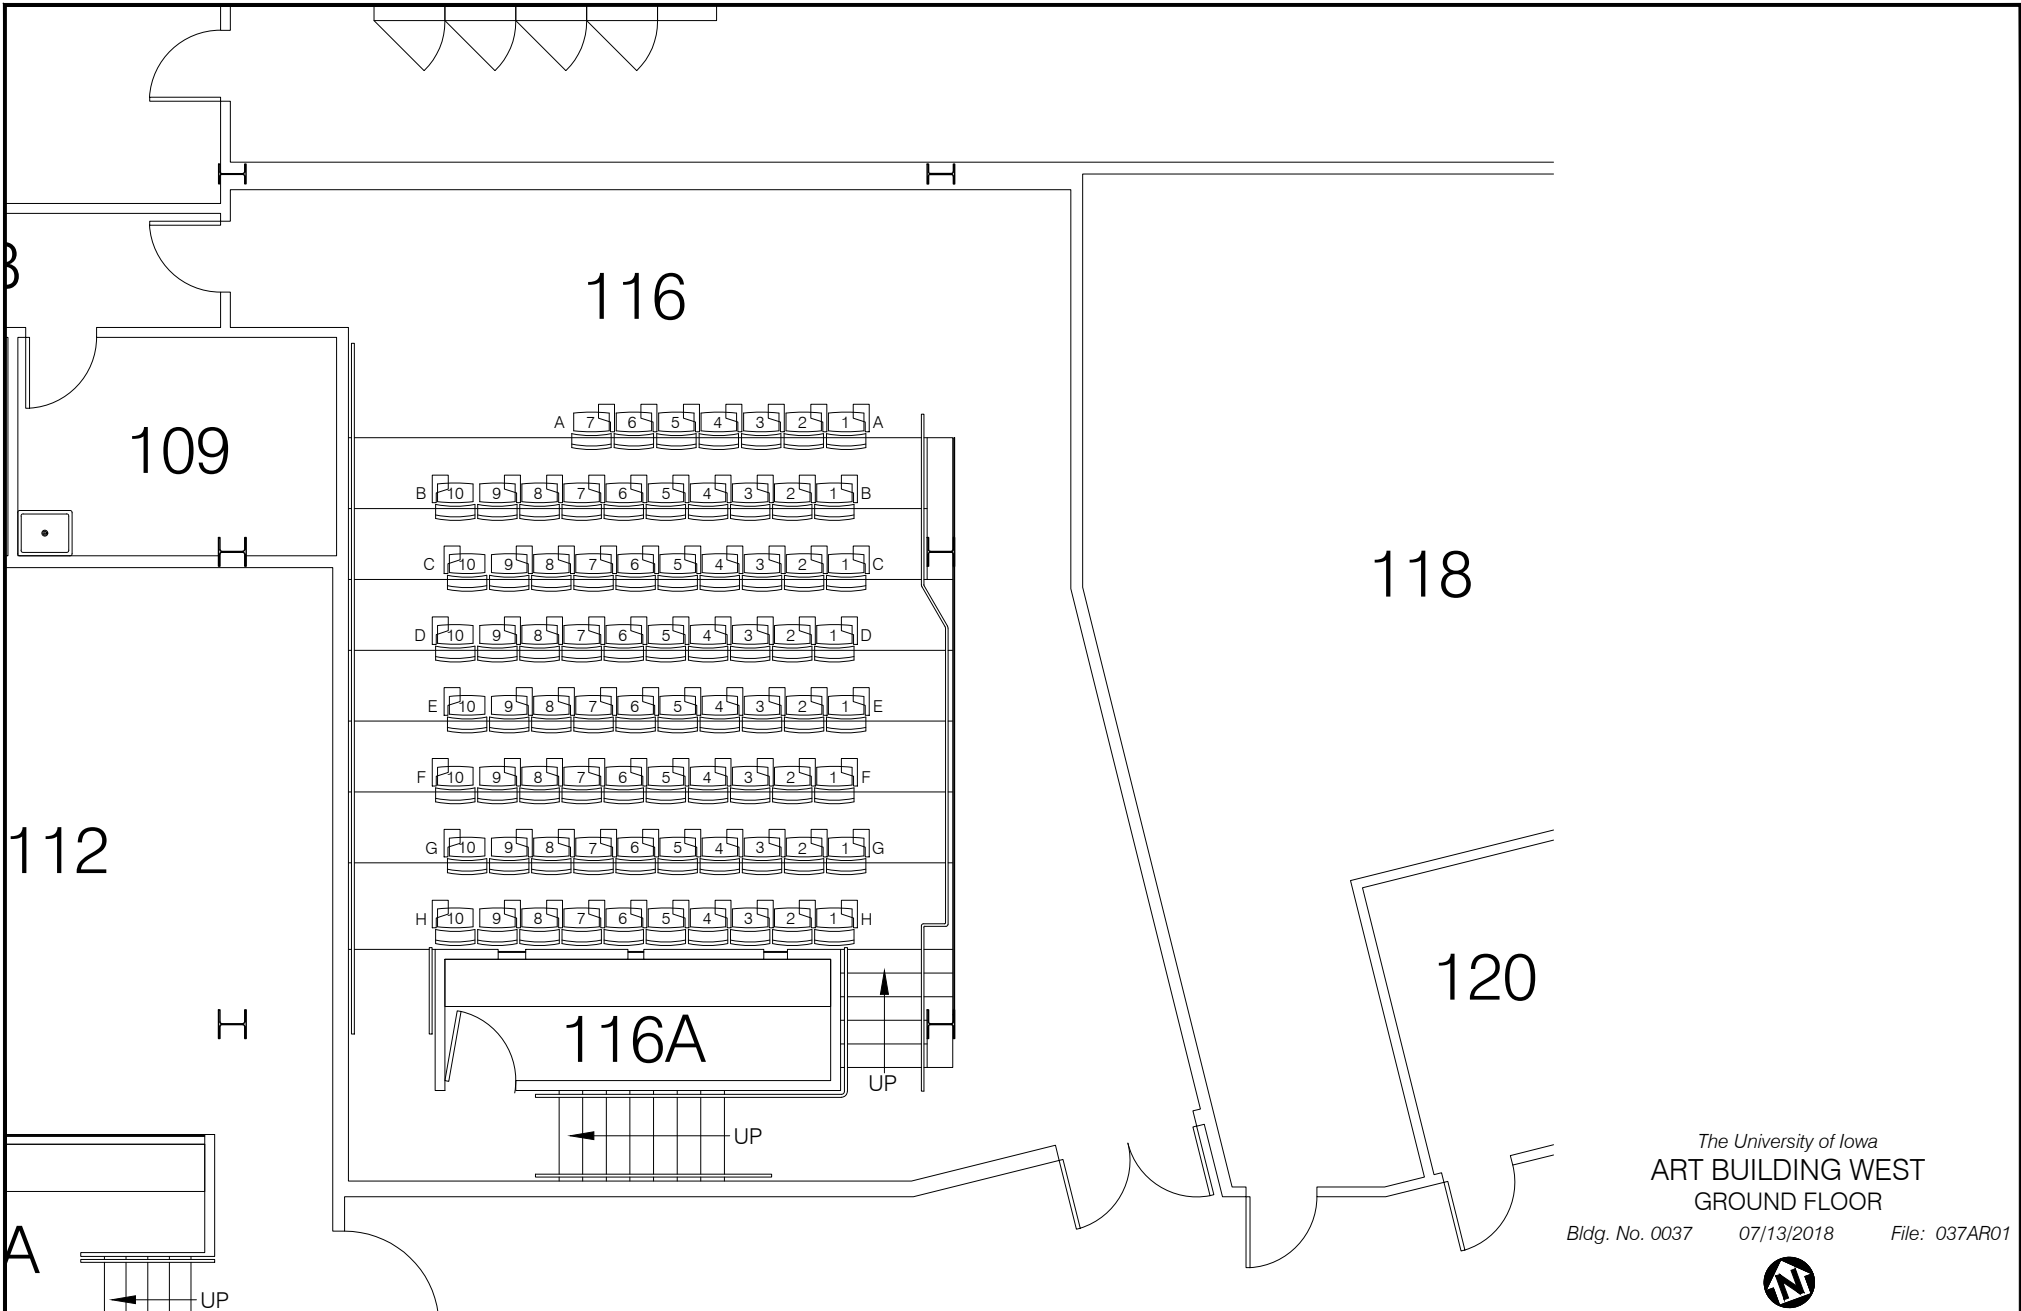 116
B
109
A 7 6 5 4 3 2 1 A
B 10 9 8 7 6 5 4 3 2 1 B
C 10 9 8 7 6 5 4 3 2 1 C
118
D 10 9 8 7 6 5 4 3 2 1 D
E 10 9 8 7 6 5 4 3 2 1 E
F 10 9 8 7 6 5 4 3 2 1 F
112
G 10 9 8 7 6 5 4 3 2 1 G
H 10 9 8 7 6 5 4 3 2 1 H
120
116A
UP
UP
The University of Iowa
ART BUILDING WEST
GROUND FLOOR
Bldg. No. 0037 07/13/2018 File: 037AR01
A
UP
N